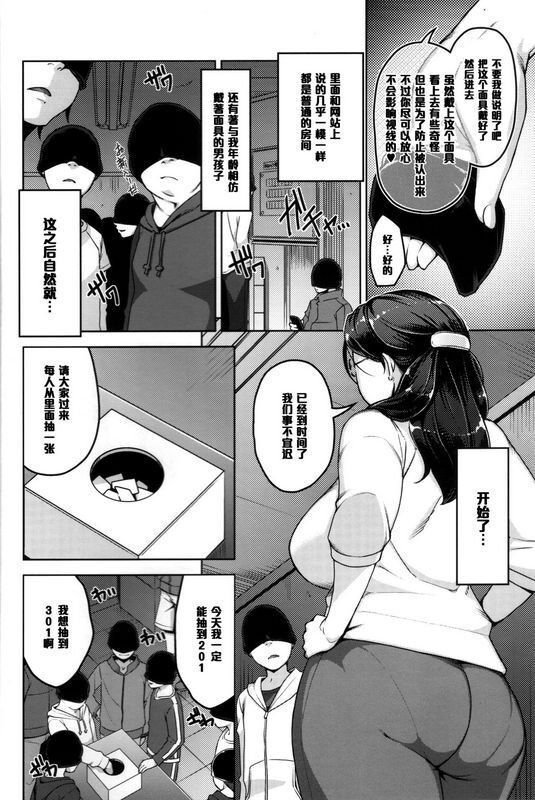 不要我做说明了吧
把这个面具戴好了
然后进去
虽然戴上这个面具
看上去有些奇怪
但也是为了防止被认出来
不过你尽可以放心
不会影响视线的♥
好…好的
里面和网站上
说的几乎一模一样
都是普通的房间
还有著与我年龄相仿
戴著面具的男孩子
这之后自然就…
已经到时间了
我们事不宜迟
开始了…
请大家过来
每人从里面抽一张
今天我一定
能抽到201
我想抽到
301啊